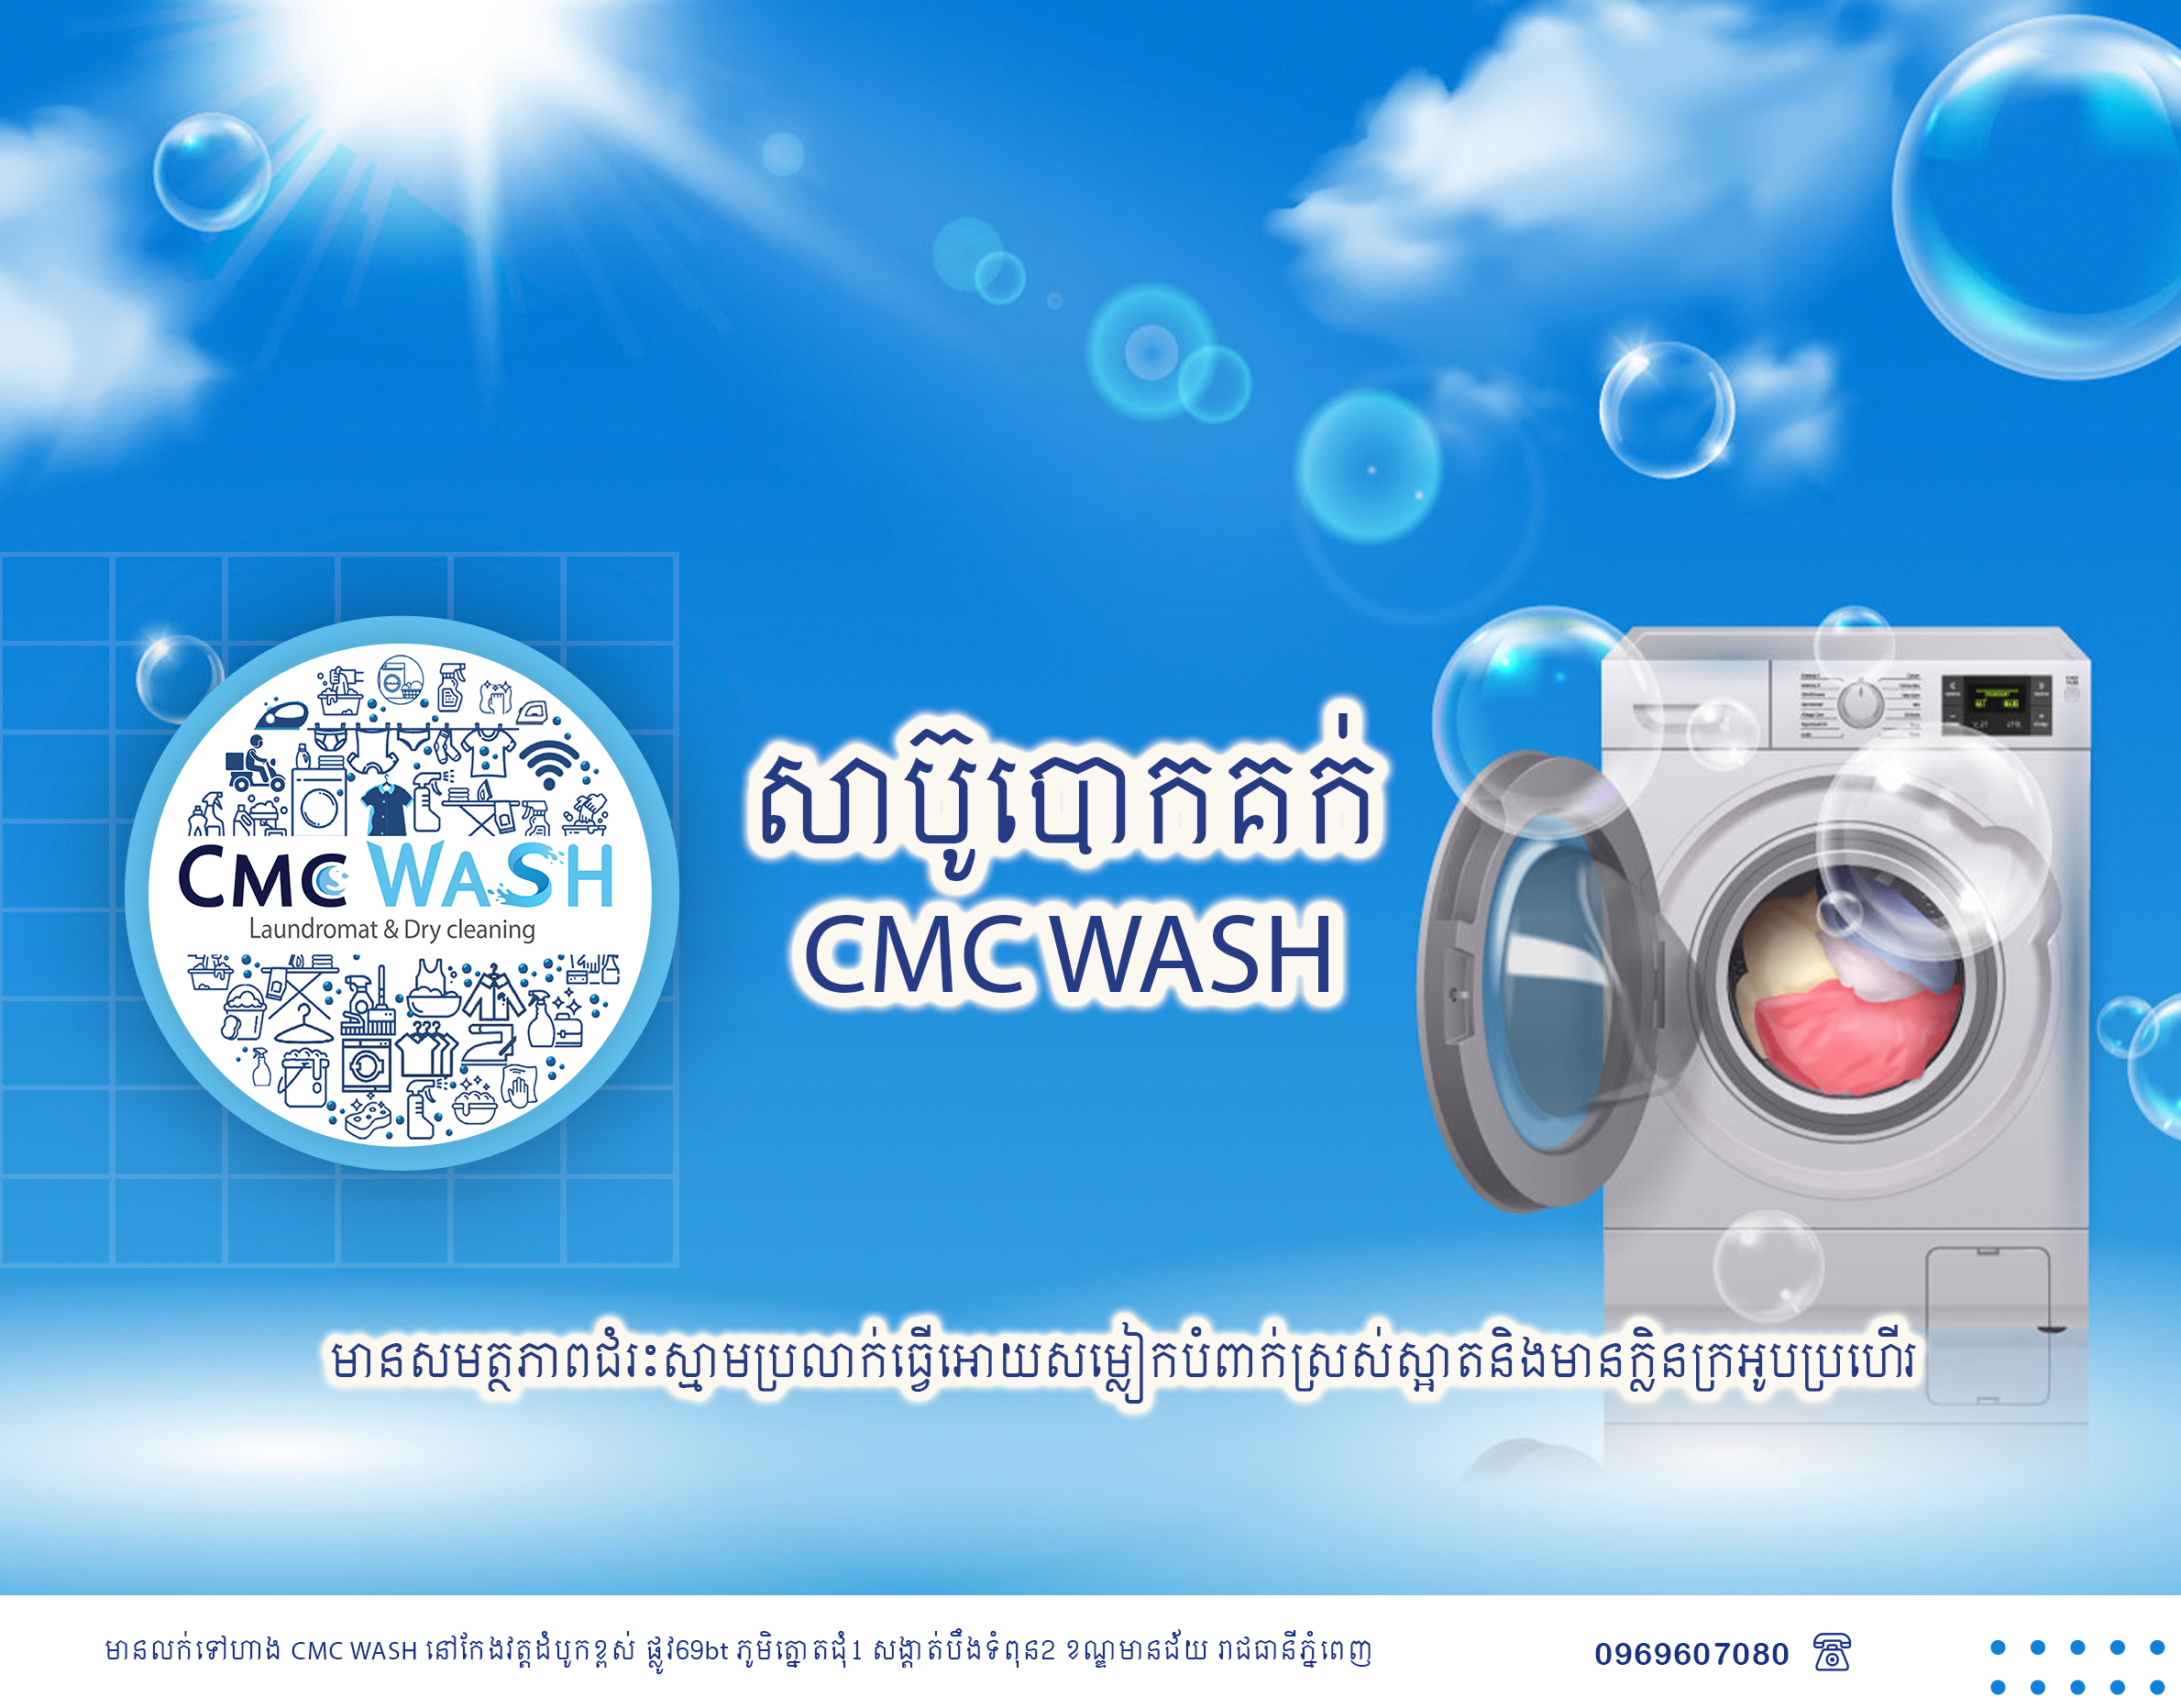 CMC WASH
Laundromat & Dry cleaning
សាប៊ូបោកគក់
CMC WASH
មានសមត្ថភាពជំរះស្នាមប្រលាក់ធ្វើអោយសម្លៀកបំពាក់ស្រស់ស្អាតនិងមានក្លិនក្រអូបប្រហើរ
មានលក់ទៅហាង CMC WASH នៅកែងវត្តដំបូកខ្ពស់ ផ្លូវ69bt ភូមិត្នោតជុំ1 សង្កាត់បឹងទំពុន2 ខណ្ឌមានជ័យ រាជធានីភ្នំពេញ
0969607080